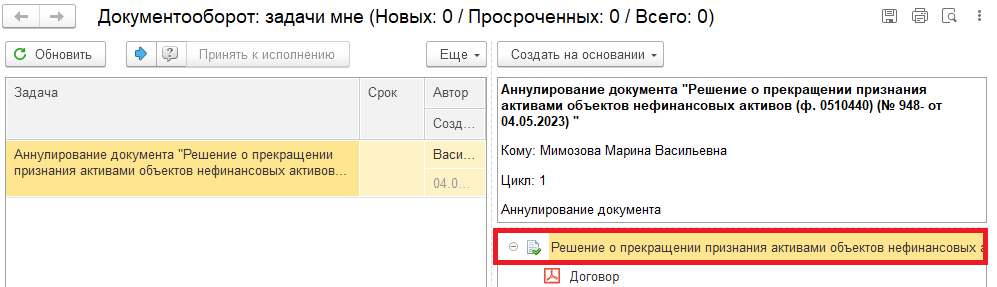 Документооборот: задачи мне (Новых: 0 / Просроченных: 0 / Всего: 0)
Обновить
Принять к исполнению
Еще
Создать на основании
Задача
Срок
Автор
Созд...
Аннулирование документа "Решение о прекращении
признания активами объектов нефинансовых активов...
Васи...
04.0...
Аннулирование документа "Решение о прекращении признания
активами объектов нефинансовых активов (ф. 0510440) (№ 948- от
04.05.2023) "
Кому: Мимозова Марина Васильевна
Цикл: 1
Аннулирование документа
Решение о прекращении признания активами объектов нефинансовых а
Договор